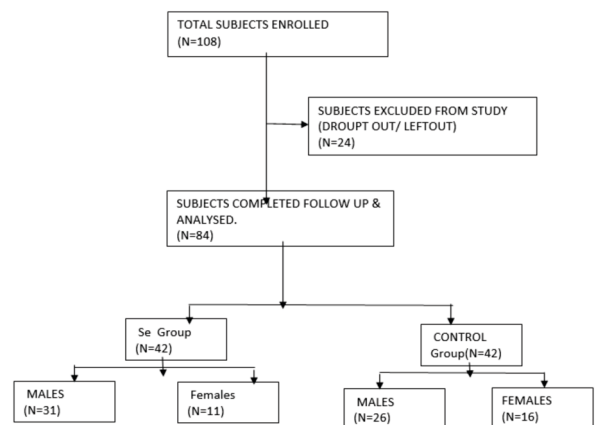 TOTAL SUBJECTS ENROLLED
(N=108)
SUBJECTS EXCLUDED FROM STUDY
(DROUPT OUT/ LEFTOUT)
(N=24)
SUBJECTS COMPLETED FOLLOW UP &
ANALYSED.
(N=84)
Se Group
(N=42)
CONTROL
Group(N=42)
MALES
(N=31)
Females
(N=11)
MALES
(N=26)
FEMALES
(N=16)